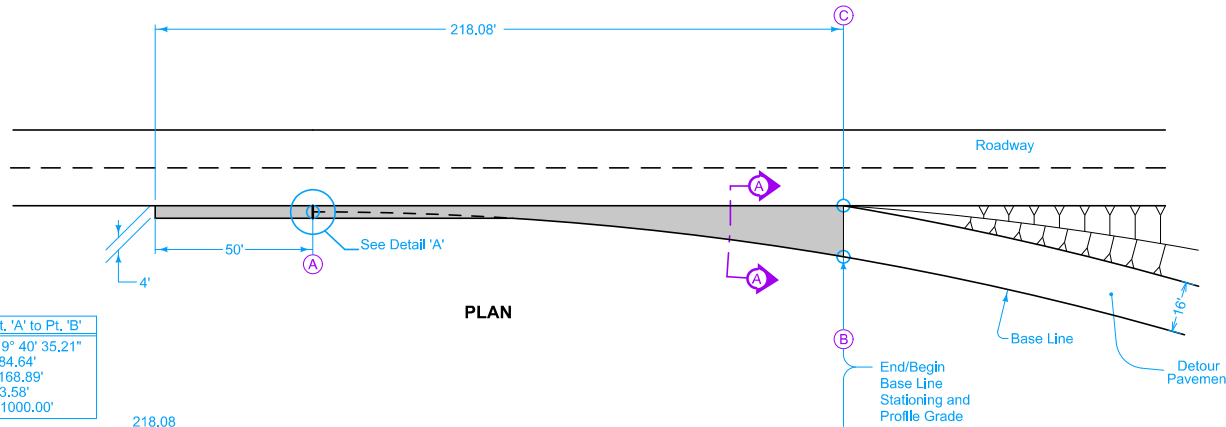 C
218.08'
Roadway
A
50'
See Detail 'A'
A
4'
A
PLAN
16'
t. 'A' to Pt. 'B'
9° 40' 35.21"
84.64'
168.89'
3.58'
1000.00'
B
Base Line
End/Begin
Base Line
Stationing and
Profile Grade
Detour
Pavemen
218.08